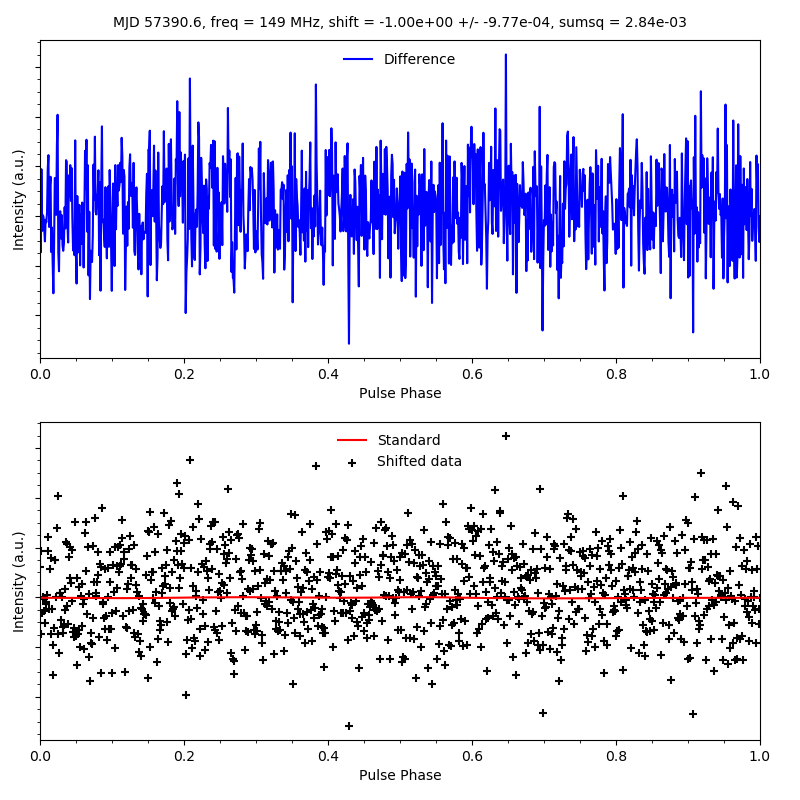 MJD 57390.6, freq = 149 MHz, shift = -1.00e+00 +/- -9.77e-04, sumsq = 2.84e-03
Difference
Intensity (a.u.)
0.0 0.2 0.4 0.6 0.8 1.0
Pulse Phase
Standard
Shifted data
Intensity (a.u.)
0.0 0.2 0.4 0.6 0.8 1.0
Pulse Phase